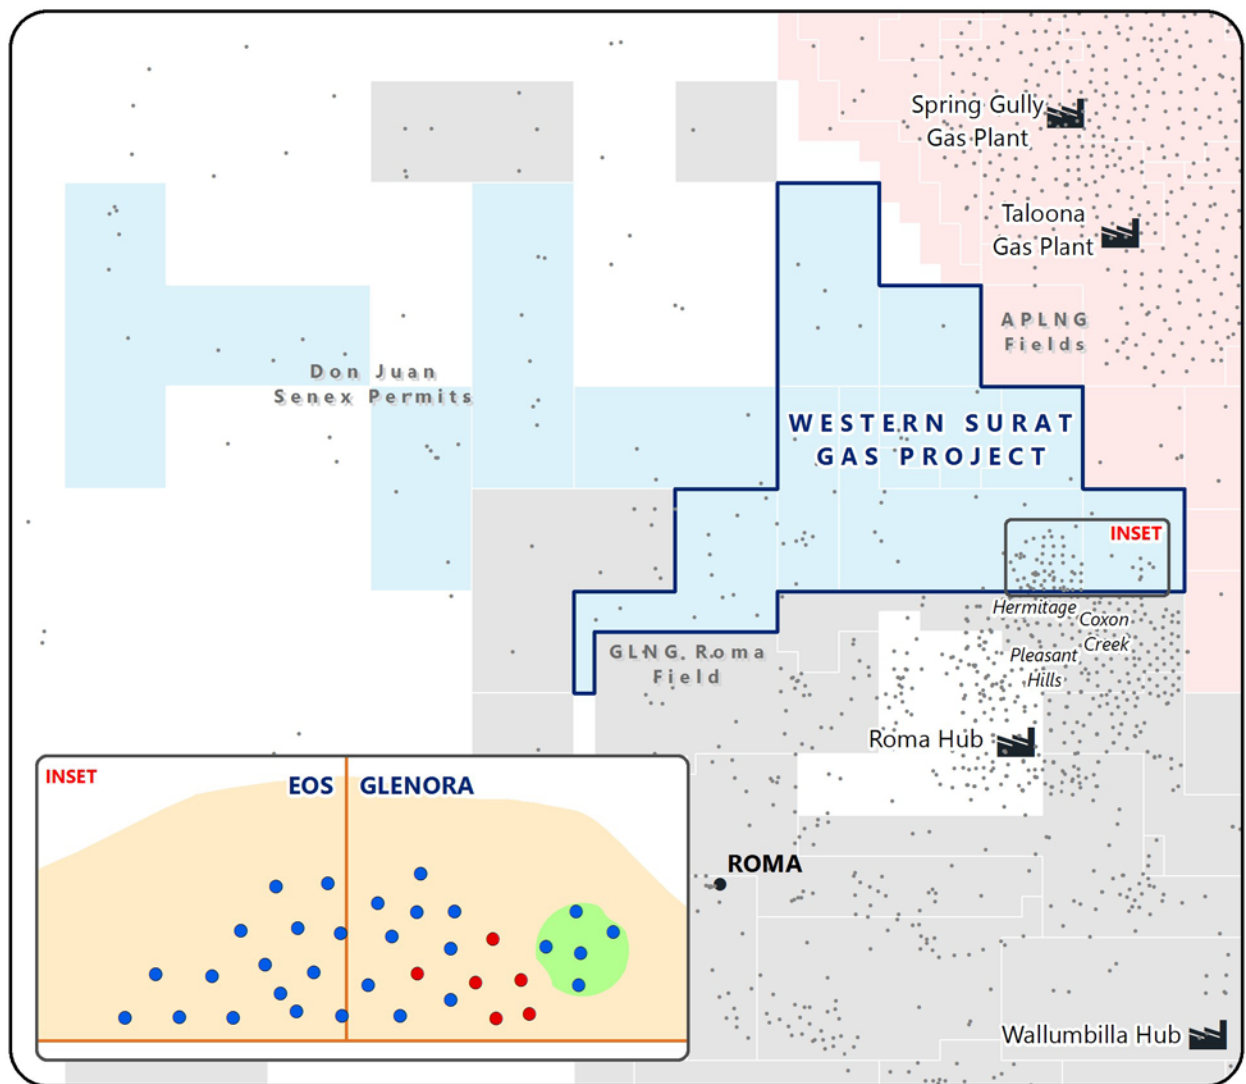 Spring Gully
Gas Plant
Taloona
Gas Plant
APLNG
Fields
Don Juan
Senex Permits
WESTERN SURAT
GAS PROJECT
INSET
Hermitage
Coxon
Creek
Pleasant
Hills
GLNG Roma
Field
Roma Hub
INSET
EOS
GLENORA
ROMA
Wallumbilla Hub